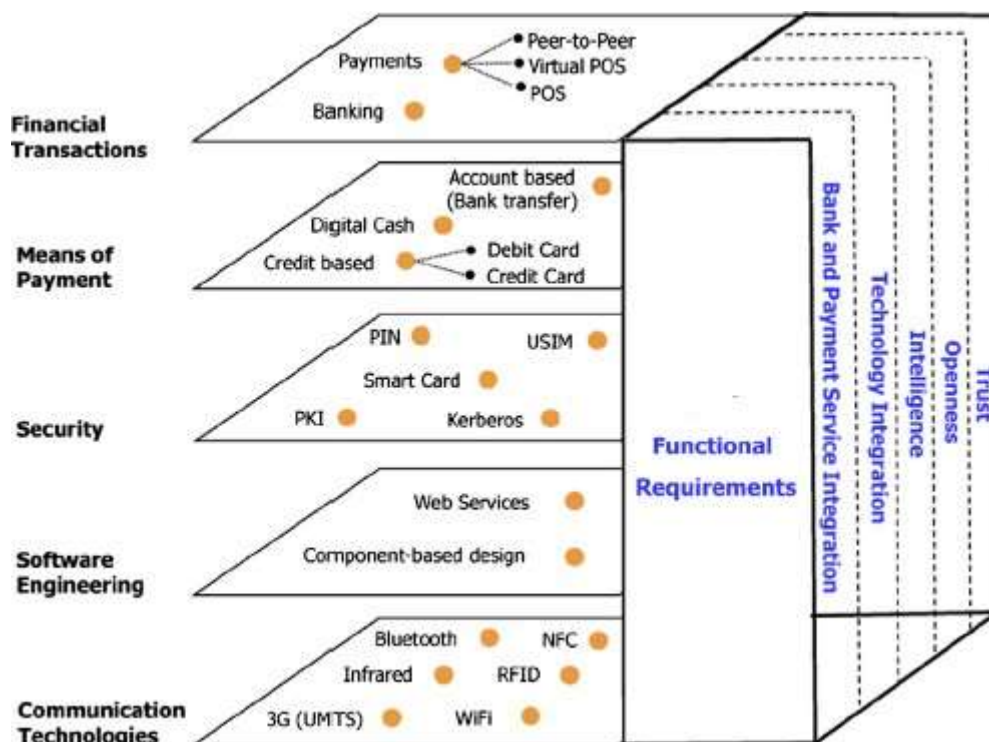 Payments
Peer-to-Peer
Virtual POS
POS
Banking
Financial
Transactions
Account based
(Bank transfer)
Digital Cash
Credit based
Debit Card
Credit Card
Means of
Payment
PIN
USIM
Smart Card
PKI
Kerberos
Security
Web Services
Component-based design
Software
Engineering
Bluetooth
NFC
Infrared
RFID
3G (UMTS)
WiFi
Communication
Technologies
Functional
Requirements
Bank and Payment Service Integration
Technology Integration
Intelligence
Openness
Trust